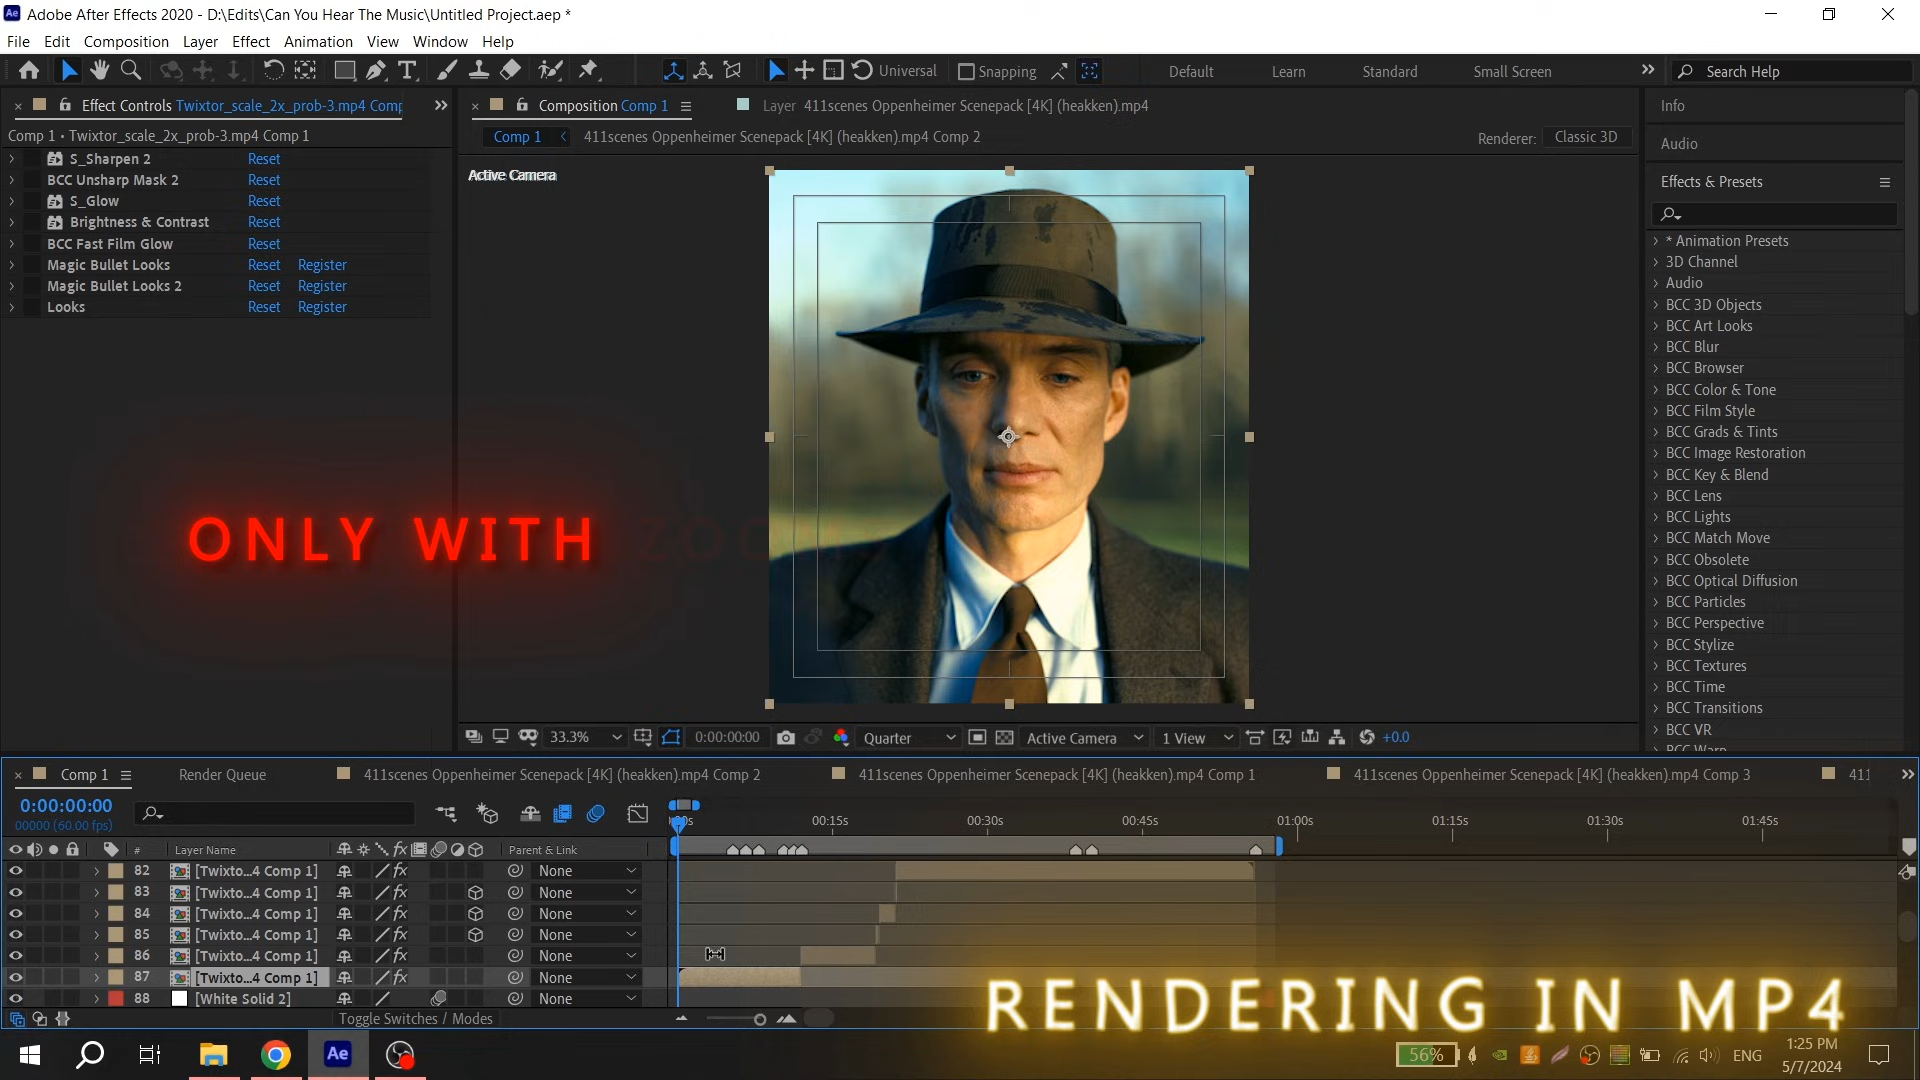 Adobe After Effects 2020 - D:\Edits\Can You Hear The Music\Untitled Project.aep *
File Edit Composition Layer Effect Animation View Window Help
Universal Snapping Default Learn Standard Small Screen Search Help
Effect Controls Twixtor_scale_2x_prob-3.mp4 Comp
Composition Comp 1
Layer 411scenes Oppenheimer Scenepack [4K] (heakken).mp4
Info
Comp 1 • Twixtor_scale_2x_prob-3.mp4 Comp 1
Comp 1 411scenes Oppenheimer Scenepack [4K] (heakken).mp4 Comp 2
Renderer: Classic 3D
Audio
S_Sharpen 2 Reset
BCC Unsharp Mask 2 Reset
S_Glow Reset
Brightness & Contrast Reset
BCC Fast Film Glow Reset
Magic Bullet Looks Reset Register
Magic Bullet Looks 2 Reset Register
Looks Reset Register
Active Camera
Effects & Presets
* Animation Presets
3D Channel
Audio
BCC 3D Objects
BCC Art Looks
BCC Blur
BCC Browser
BCC Color & Tone
BCC Film Style
BCC Grads & Tints
BCC Image Restoration
BCC Key & Blend
BCC Lens
BCC Lights
BCC Match Move
BCC Obsolete
BCC Optical Diffusion
BCC Particles
BCC Perspective
BCC Stylize
BCC Textures
BCC Time
BCC Transitions
BCC VR
BCC Warp
ONLY WITH
33.3% 0:00:00:00 Quarter Active Camera 1 View +0.0
Comp 1 Render Queue 411scenes Oppenheimer Scenepack [4K] (heakken).mp4 Comp 2 411scenes Oppenheimer Scenepack [4K] (heakken).mp4 Comp 1 411scenes Oppenheimer Scenepack [4K] (heakken).mp4 Comp 3
0:00:00:00
00000 (60.00 fps)
00:15s 00:30s 00:45s 01:00s 01:15s 01:30s 01:45s
# Layer Name Parent & Link
82 [Twixto...4 Comp 1] None
83 [Twixto...4 Comp 1] None
84 [Twixto...4 Comp 1] None
85 [Twixto...4 Comp 1] None
86 [Twixto...4 Comp 1] None
87 [Twixto...4 Comp 1] None
88 [White Solid 2] None
Toggle Switches / Modes
RENDERING IN MP4
Ae
56%
ENG
1:25 PM
5/7/2024